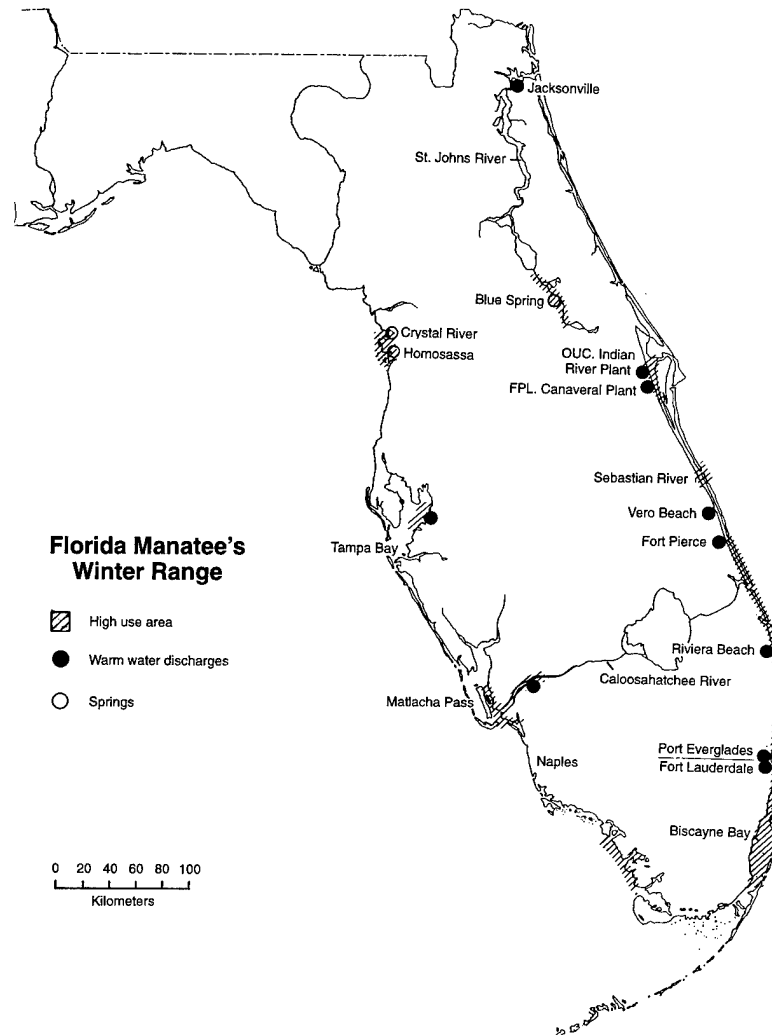 Jacksonville
St. Johns River
Blue Spring
Crystal River
Homosassa
OUC. Indian
River Plant
FPL. Canaveral Plant
Sebastian River
Vero Beach
Fort Pierce
Tampa Bay
Florida Manatee's
Winter Range
High use area
Warm water discharges
Springs
Riviera Beach
Caloosahatchee River
Matlacha Pass
Naples
Port Everglades
Fort Lauderdale
Biscayne Bay
0 20 40 60 80 100
Kilometers